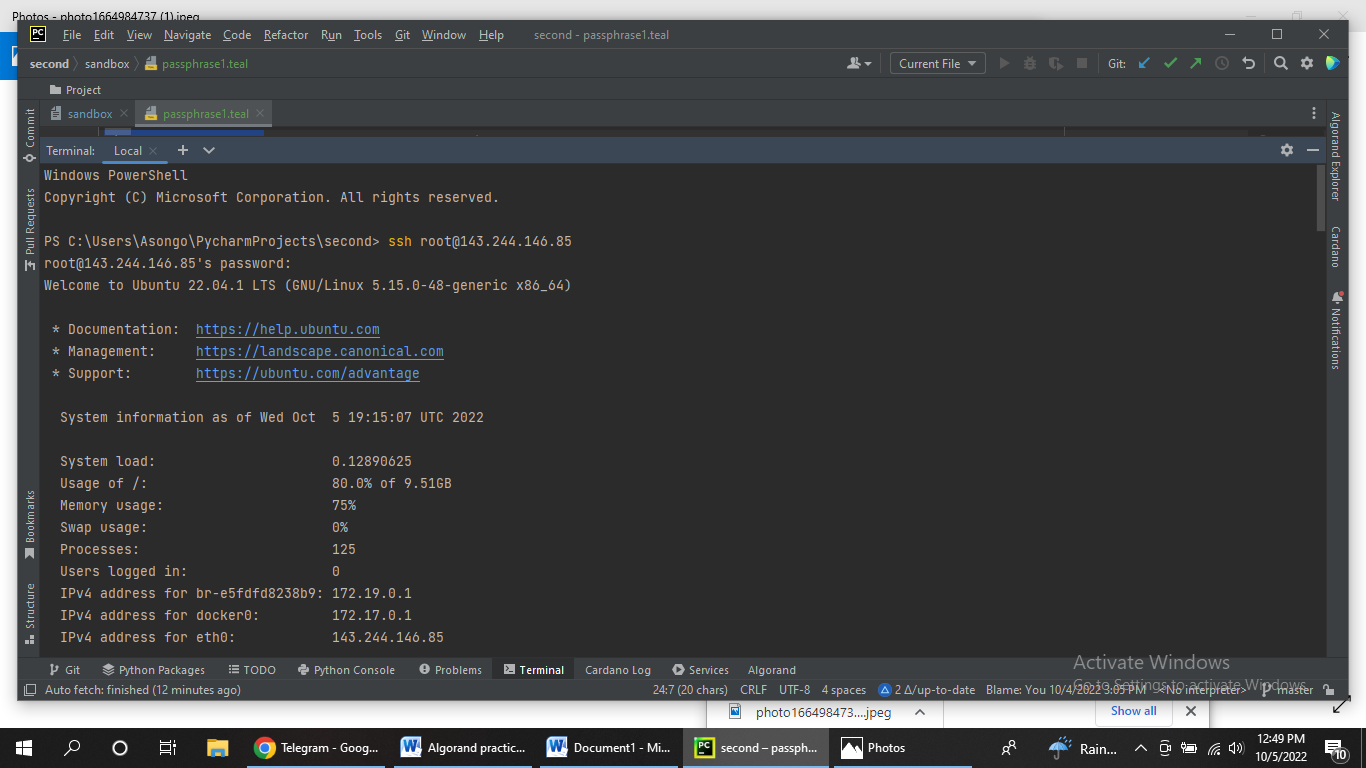 Photos - photo1664984737 (1).jpeg
PC File Edit View Navigate Code Refactor Run Tools Git Window Help second - passphrase1.teal
second sandbox passphrase1.teal Current File Git:
Project
sandbox passphrase1.teal
Terminal: Local
Windows PowerShell
Copyright (C) Microsoft Corporation. All rights reserved.
PS C:\Users\Asongo\PycharmProjects\second> ssh root@143.244.146.85
root@143.244.146.85's password:
Welcome to Ubuntu 22.04.1 LTS (GNU/Linux 5.15.0-48-generic x86_64)
* Documentation: https://help.ubuntu.com
* Management: https://landscape.canonical.com
* Support: https://ubuntu.com/advantage
System information as of Wed Oct 5 19:15:07 UTC 2022
System load: 0.12890625
Usage of /: 80.0% of 9.51GB
Memory usage: 75%
Swap usage: 0%
Processes: 125
Users logged in: 0
IPv4 address for br-e5fdfd8238b9: 172.19.0.1
IPv4 address for docker0: 172.17.0.1
IPv4 address for eth0: 143.244.146.85
Commit
Pull Requests
Bookmarks
Structure
Algorand Explorer
Cardano
Notifications
Git Python Packages TODO Python Console Problems Terminal Cardano Log Services Algorand
Activate Windows
Go to Settings to activate Windows.
Auto fetch: finished (12 minutes ago) 24:7 (20 chars) CRLF UTF-8 4 spaces 2 Δ/up-to-date Blame: You 10/4/2022 3:05 PM <No interpreter> master
photo166498473....jpeg Show all
Telegram - Goog... Algorand practic... Document1 - Mi... PC second – passph... Photos Rain... 12:49 PM
10/5/2022 10